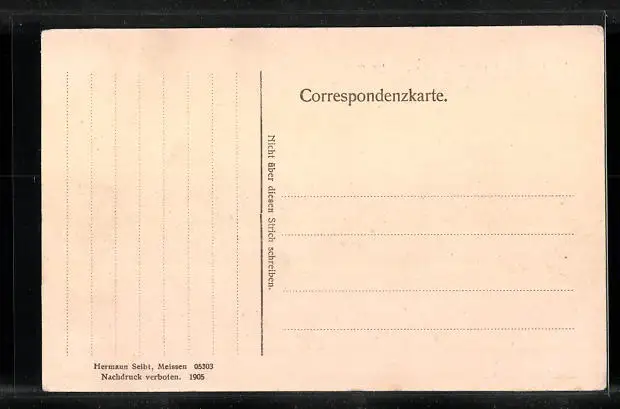 Correspondenzkarte.
Nicht über diesen Strich schreiben.
Hermann Seibt, Meissen 05303
Nachdruck verboten. 1905